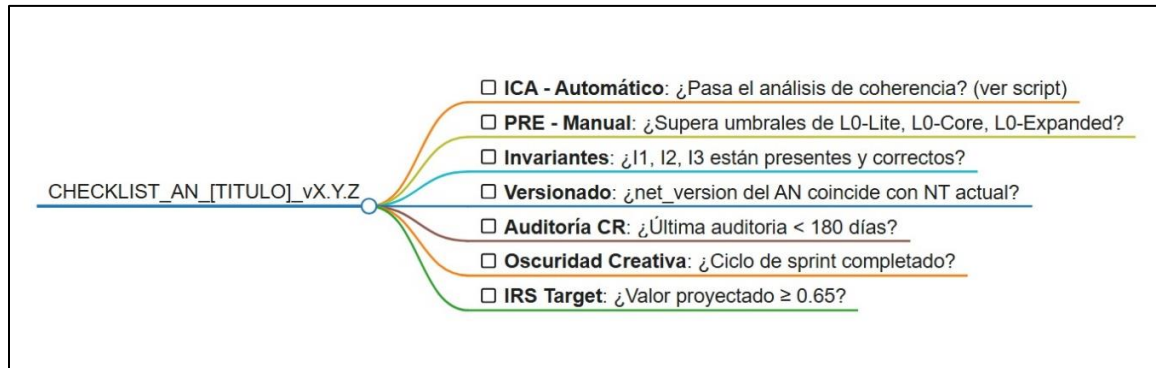 ☐ ICA - Automático: ¿Pasa el análisis de coherencia? (ver script)
☐ PRE - Manual: ¿Supera umbrales de L0-Lite, L0-Core, L0-Expanded?
☐ Invariantes: ¿I1, I2, I3 están presentes y correctos?
CHECKLIST_AN_[TITULO]_vX.Y.Z
☐ Versionado: ¿net_version del AN coincide con NT actual?
☐ Auditoría CR: ¿Última auditoria < 180 días?
☐ Oscuridad Creativa: ¿Ciclo de sprint completado?
☐ IRS Target: ¿Valor proyectado ≥ 0.65?